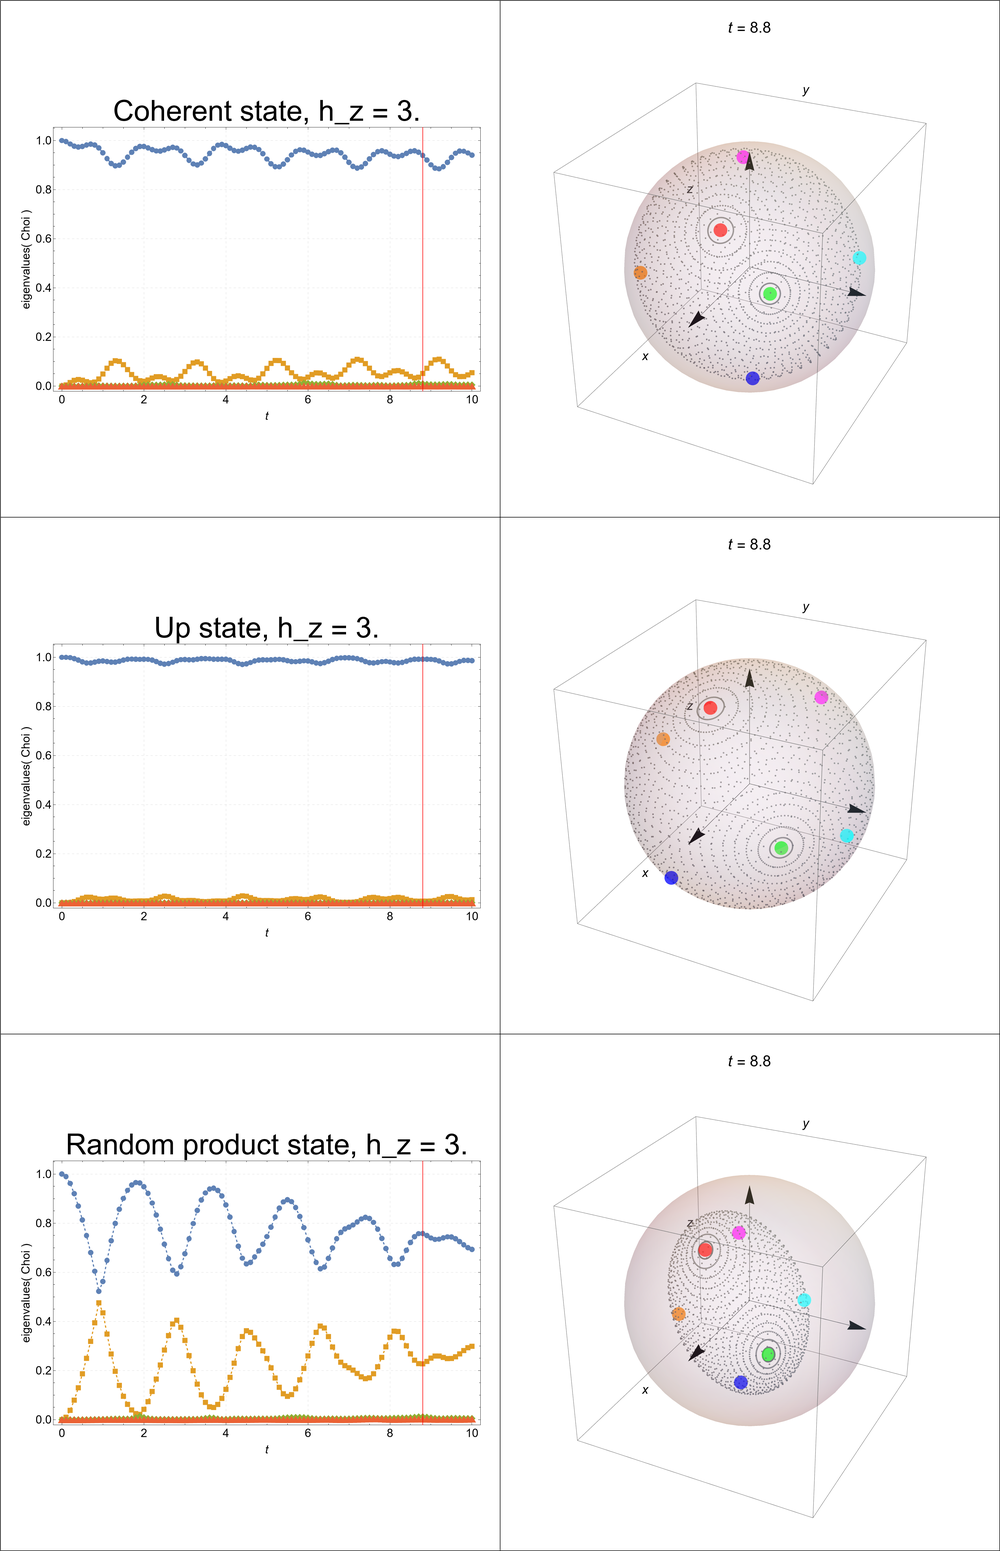 t = 8.8
Coherent state, h_z = 3.
eigenvalues( Choi )
1.0
0.8
0.6
0.4
0.2
0.0
0 2 4 6 8 10
t
y
z
x
t = 8.8
Up state, h_z = 3.
eigenvalues( Choi )
1.0
0.8
0.6
0.4
0.2
0.0
0 2 4 6 8 10
t
y
z
x
t = 8.8
Random product state, h_z = 3.
eigenvalues( Choi )
1.0
0.8
0.6
0.4
0.2
0.0
0 2 4 6 8 10
t
y
z
x